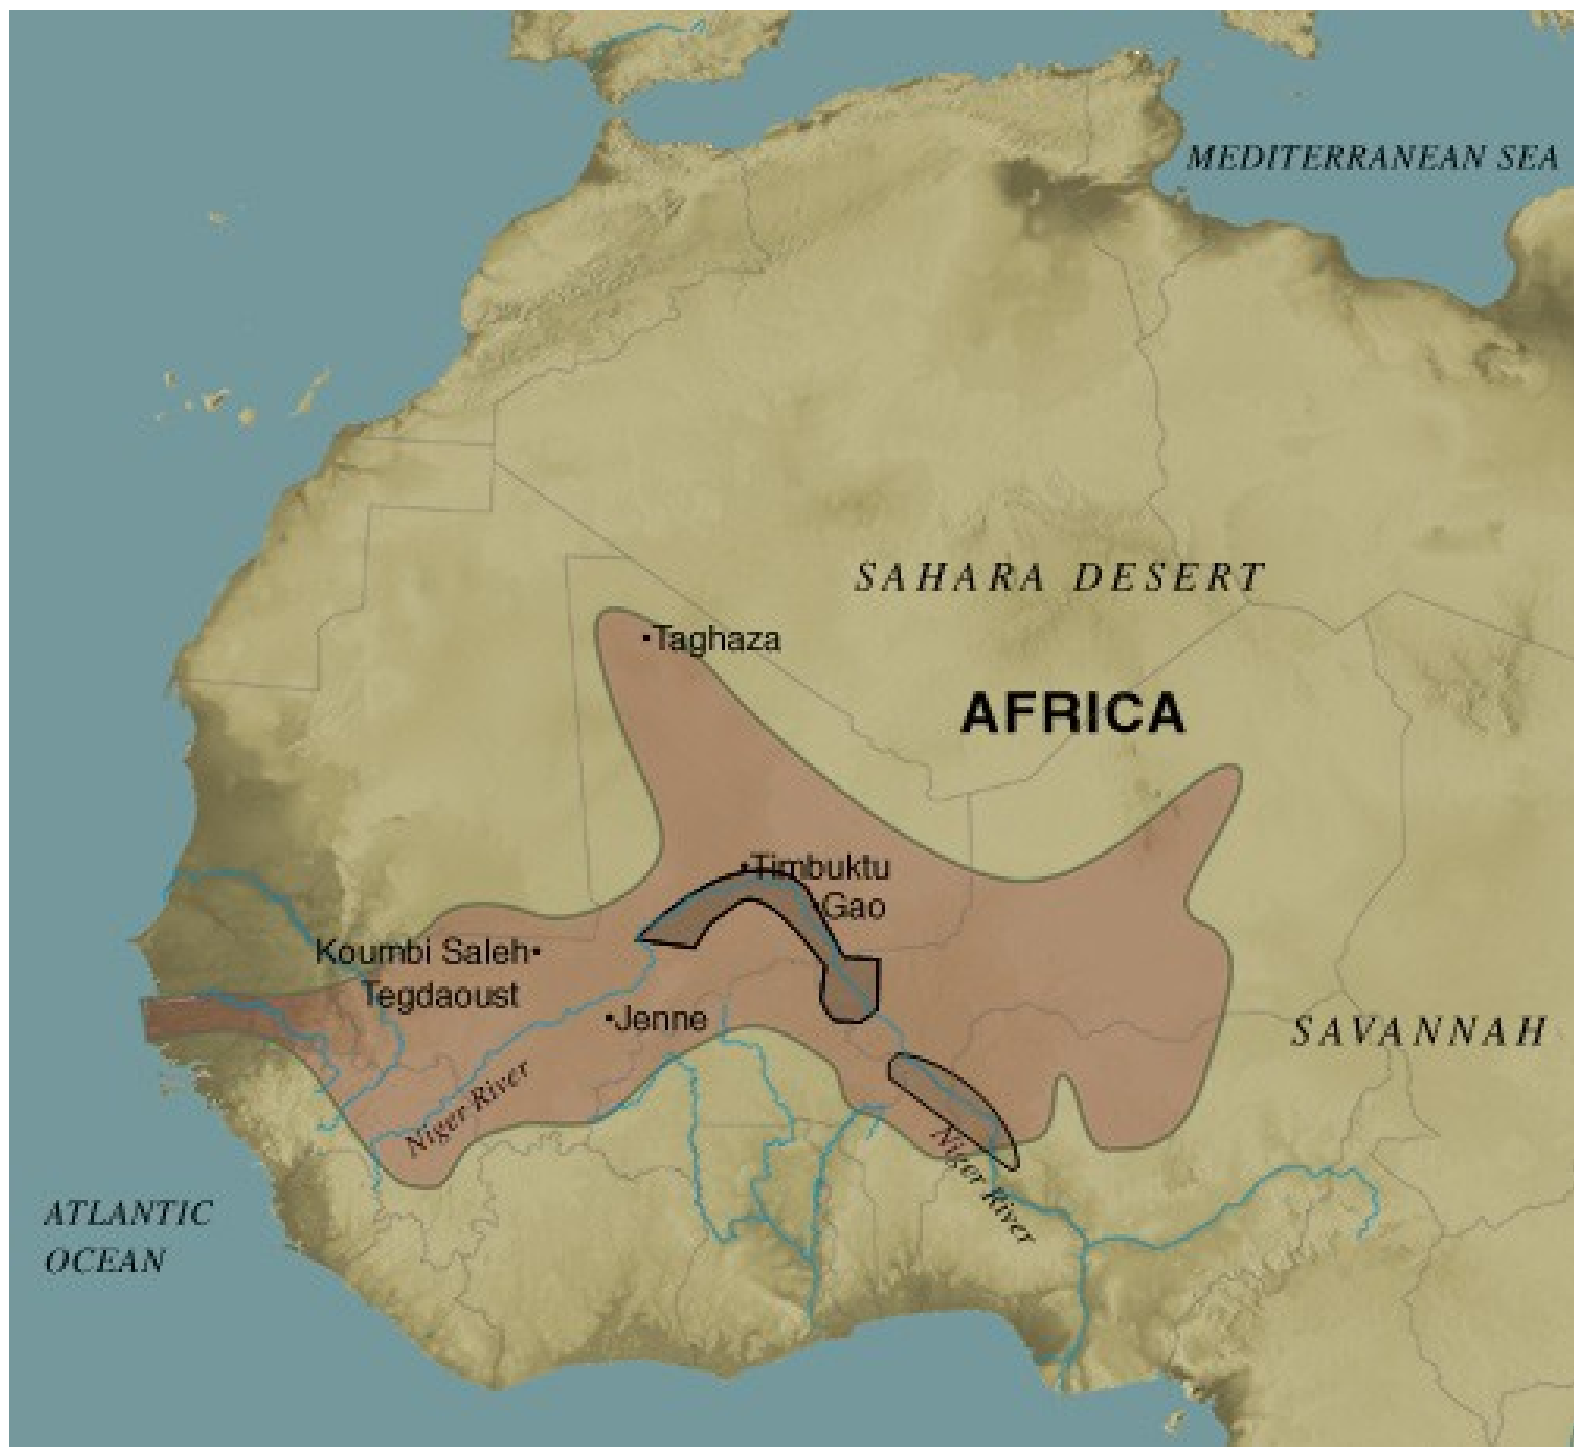 MEDITERRANEAN SEA
SAHARA DESERT
Taghaza
AFRICA
Timbuktu
Gao
Koumbi Saleh
Tegdaoust
Jenne
SAVANNAH
Niger River
Niger River
ATLANTIC
OCEAN